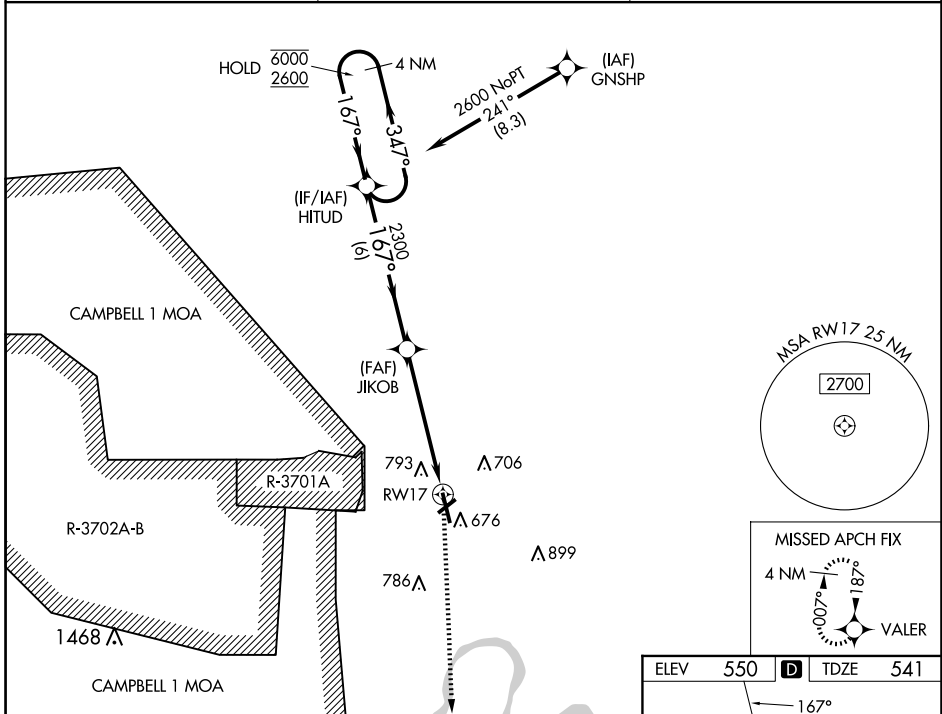 HOLD 6000
2600
4 NM
(IAF)
GNSHP
2600 NoPT
241°
(8.3)
167°
347°
(IF/IAF)
HITUD
2300
167°
(6)
CAMPBELL 1 MOA
(FAF)
JIKOB
MSA RW17 25 NM
2700
793
706
R-3701A
RW17
R-3702A-B
676
899
MISSED APCH FIX
4 NM
187°
007°
VALER
786
1468
CAMPBELL 1 MOA
ELEV 550 D TDZE 541
167°